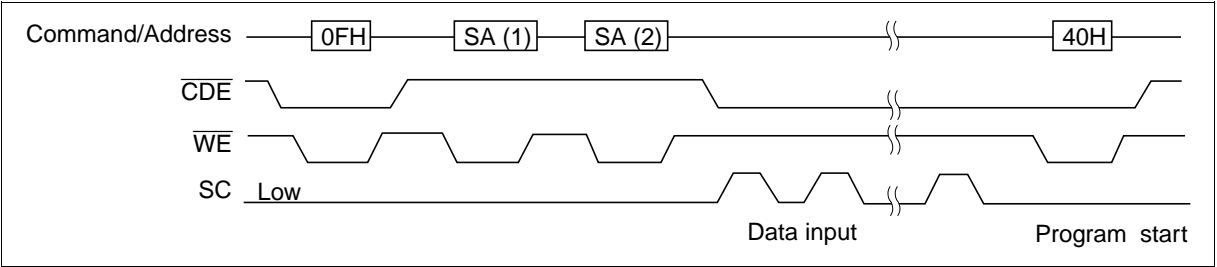 Command/Address 0FH SA (1) SA (2) 40H
CDE
WE
SC Low
Data input Program start